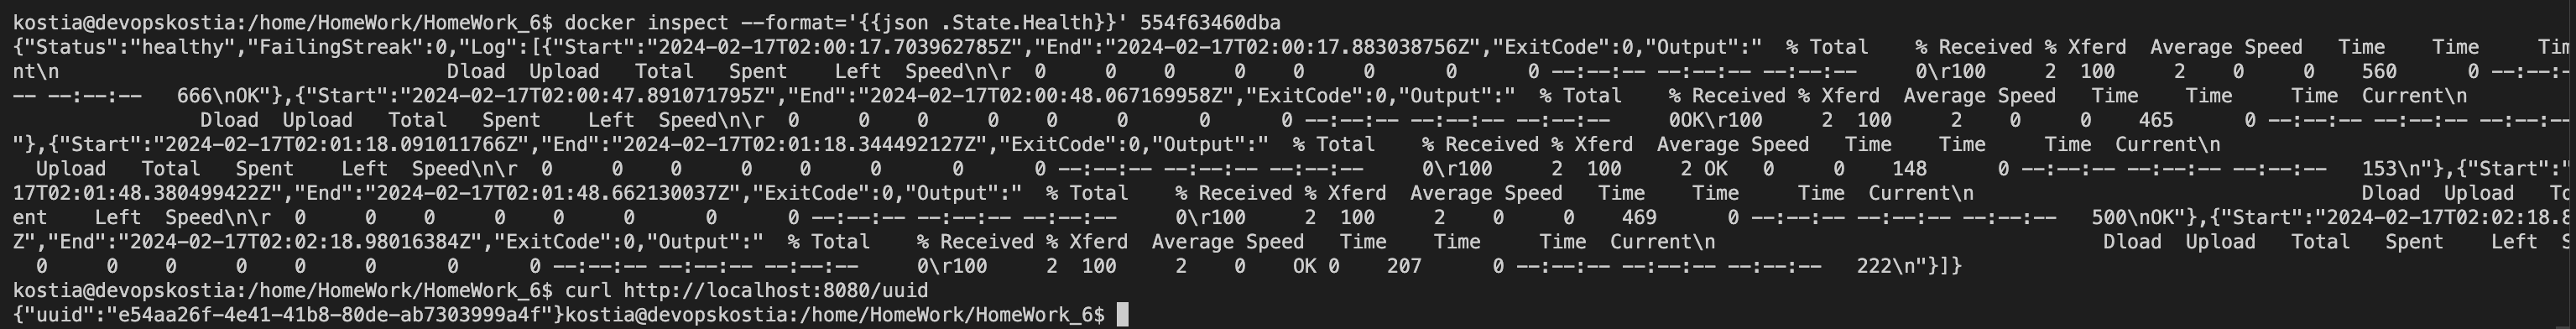 kostia@devopskostia:/home/HomeWork/HomeWork_6$ docker inspect --format='{{json .State.Health}}' 554f63460dba
{"Status":"healthy","FailingStreak":0,"Log":[{"Start":"2024-02-17T02:00:17.703962785Z","End":"2024-02-17T02:00:17.883038756Z","ExitCode":0,"Output":"  % Total    % Received % Xferd  Average Speed   Time    Time     Tim
nt\n                                 Dload  Upload   Total   Spent    Left  Speed\n\r  0     0    0     0    0     0      0      0 --:--:-- --:--:-- --:--:--     0\r100     2  100     2    0     0    560      0 --:--:-
-- --:--:--   666\nOK"},{"Start":"2024-02-17T02:00:47.891071795Z","End":"2024-02-17T02:00:48.067169958Z","ExitCode":0,"Output":"  % Total    % Received % Xferd  Average Speed   Time    Time     Time  Current\n
Dload  Upload   Total   Spent    Left  Speed\n\r  0     0    0     0    0     0      0      0 --:--:-- --:--:-- --:--:--     0OK\r100     2  100     2    0     0    465      0 --:--:-- --:--:-- --:--:--
"},{"Start":"2024-02-17T02:01:18.091011766Z","End":"2024-02-17T02:01:18.344492127Z","ExitCode":0,"Output":"  % Total    % Received % Xferd  Average Speed   Time    Time     Time  Current\n
Upload   Total   Spent    Left  Speed\n\r  0     0    0     0    0     0      0      0 --:--:-- --:--:-- --:--:--     0\r100     2  100     2 OK   0     0    148      0 --:--:-- --:--:-- --:--:--   153\n"},{"Start":"
17T02:01:48.380499422Z","End":"2024-02-17T02:01:48.662130037Z","ExitCode":0,"Output":"  % Total    % Received % Xferd  Average Speed   Time    Time     Time  Current\n                                 Dload  Upload   To
ent    Left  Speed\n\r  0     0    0     0    0     0      0      0 --:--:-- --:--:-- --:--:--     0\r100     2  100     2    0     0    469      0 --:--:-- --:--:-- --:--:--   500\nOK"},{"Start":"2024-02-17T02:02:18.8
Z","End":"2024-02-17T02:02:18.98016384Z","ExitCode":0,"Output":"  % Total    % Received % Xferd  Average Speed   Time    Time     Time  Current\n                                 Dload  Upload   Total   Spent    Left  S
0     0    0     0    0     0      0      0 --:--:-- --:--:-- --:--:--     0\r100     2  100     2    0    OK 0    207      0 --:--:-- --:--:-- --:--:--   222\n"}]}
kostia@devopskostia:/home/HomeWork/HomeWork_6$ curl http://localhost:8080/uuid
{"uuid":"e54aa26f-4e41-41b8-80de-ab7303999a4f"}kostia@devopskostia:/home/HomeWork/HomeWork_6$